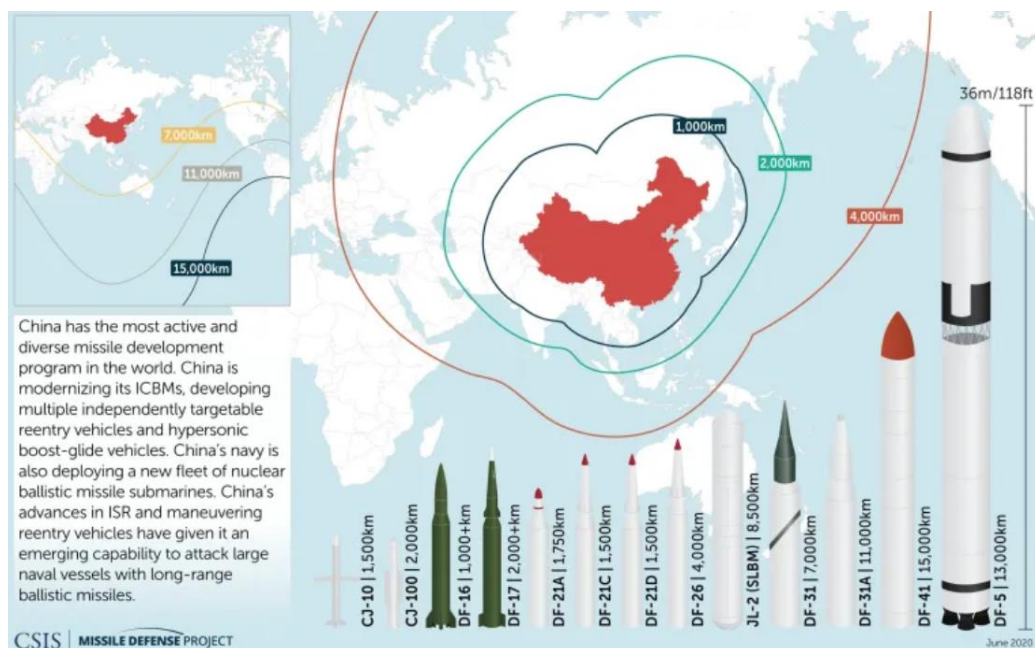 7,000km
11,000km
15,000km
1,000km
2,000km
4,000km
36m/118ft
China has the most active and
diverse missile development
program in the world. China is
modernizing its ICBMs, developing
multiple independently targetable
reentry vehicles and hypersonic
boost-glide vehicles. China's navy is
also deploying a new fleet of nuclear
ballistic missile submarines. China's
advances in ISR and maneuvering
reentry vehicles have given it an
emerging capability to attack large
naval vessels with long-range
ballistic missiles.
CJ-10 | 1,500km
CJ-100 | 2,000km
DF-16 | 1,000+km
DF-17 | 2,000+km
DF-21A | 1,750km
DF-21C | 1,500km
DF-21D | 1,500km
DF-26 | 4,000km
JL-2 (SLBM) | 8,500km
DF-31 | 7,000km
DF-31A | 11,000km
DF-41 | 15,000km
DF-5 | 13,000km
CSIS | MISSILE DEFENSE PROJECT
June 2020